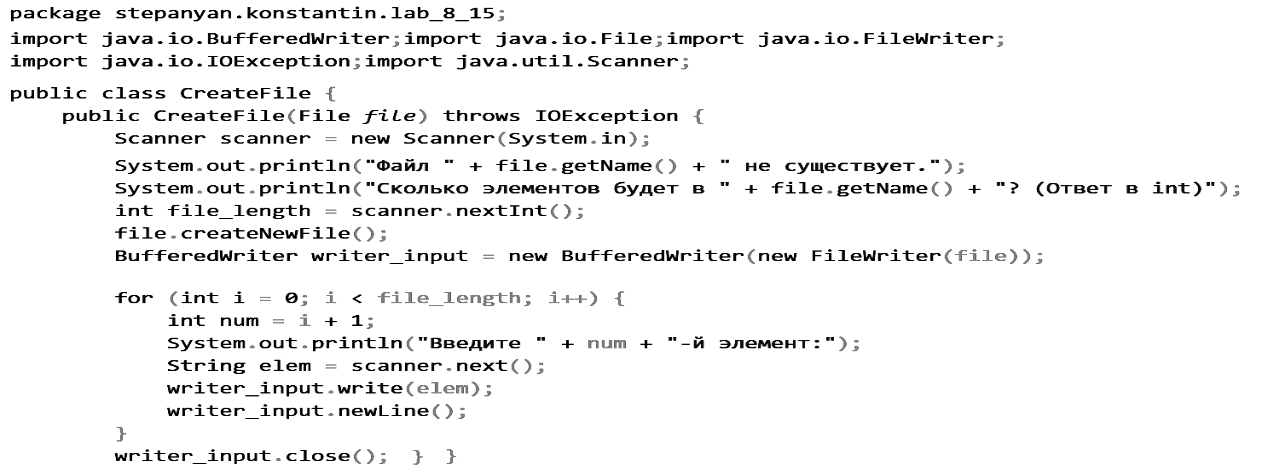 package stepanyan.konstantin.lab_8_15;
import java.io.BufferedWriter;import java.io.File;import java.io.FileWriter;
import java.io.IOException;import java.util.Scanner;
public class CreateFile {
    public CreateFile(File file) throws IOException {
        Scanner scanner = new Scanner(System.in);
        System.out.println("Файл " + file.getName() + " не существует.");
        System.out.println("Сколько элементов будет в " + file.getName() + "? (Ответ в int)");
        int file_length = scanner.nextInt();
        file.createNewFile();
        BufferedWriter writer_input = new BufferedWriter(new FileWriter(file));
        for (int i = 0; i < file_length; i++) {
            int num = i + 1;
            System.out.println("Введите " + num + "-й элемент:");
            String elem = scanner.next();
            writer_input.write(elem);
            writer_input.newLine();
        }
        writer_input.close();  }  }